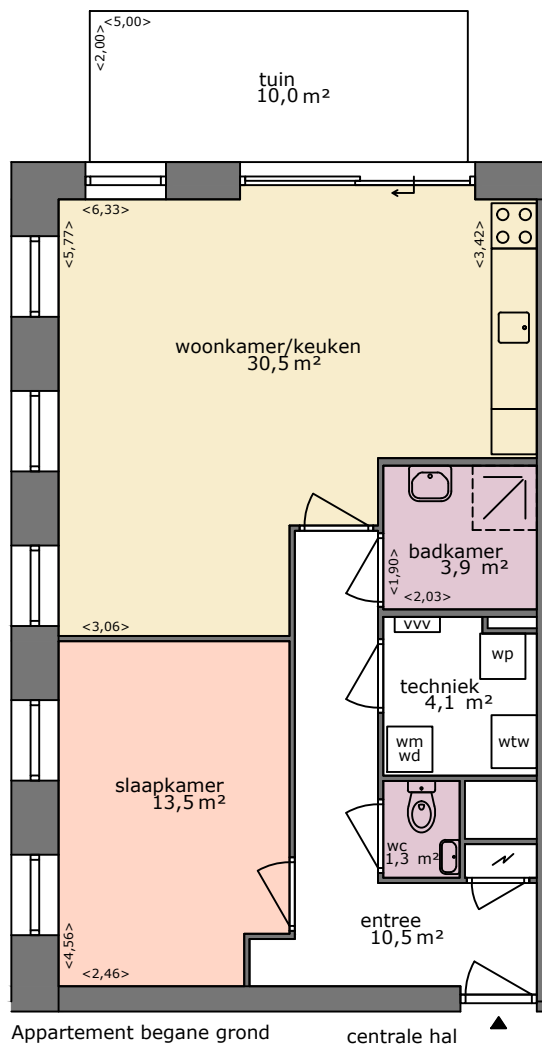 <5,00>
<2,00>
tuin
10,0 m²
<6,33>
<5,77>
<3,42>
woonkamer/keuken
30,5 m²
badkamer
3,9 m²
<1,90>
<2,03>
<3,06>
vvv
wp
techniek
4,1 m²
wm
wd
wtw
slaapkamer
13,5 m²
wc
1,3 m²
entree
10,5 m²
<4,56>
<2,46>
Appartement begane grond
centrale hal